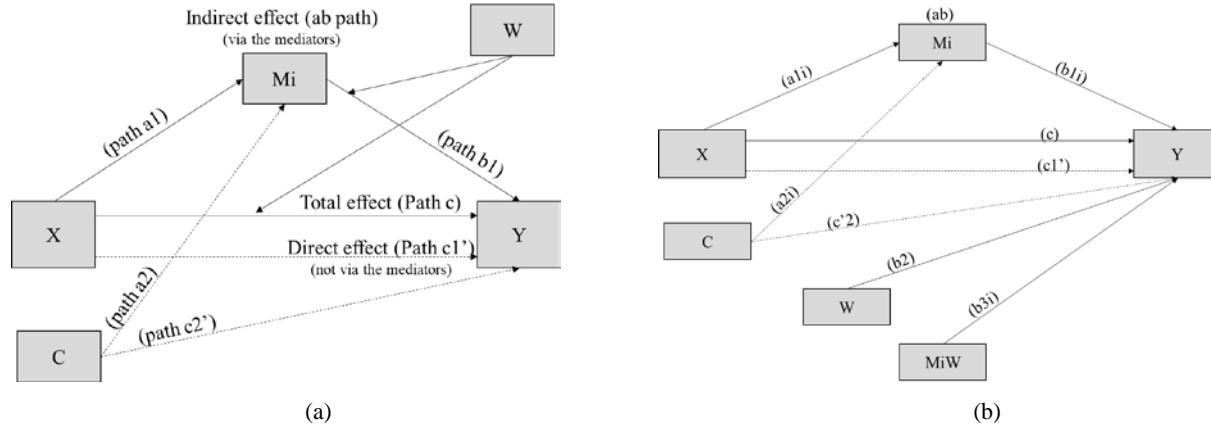 Indirect effect (ab path)
(via the mediators)
W
Mi
(path a1)
(path b1)
X
Total effect (Path c)
Y
Direct effect (Path c1’)
(not via the mediators)
(path a2)
(path c2’)
C
(a)
(ab)
Mi
(a1i)
(b1i)
X
(c)
Y
(c1’)
(a2i)
C
(c’2)
(b2)
W
(b3i)
MiW
(b)